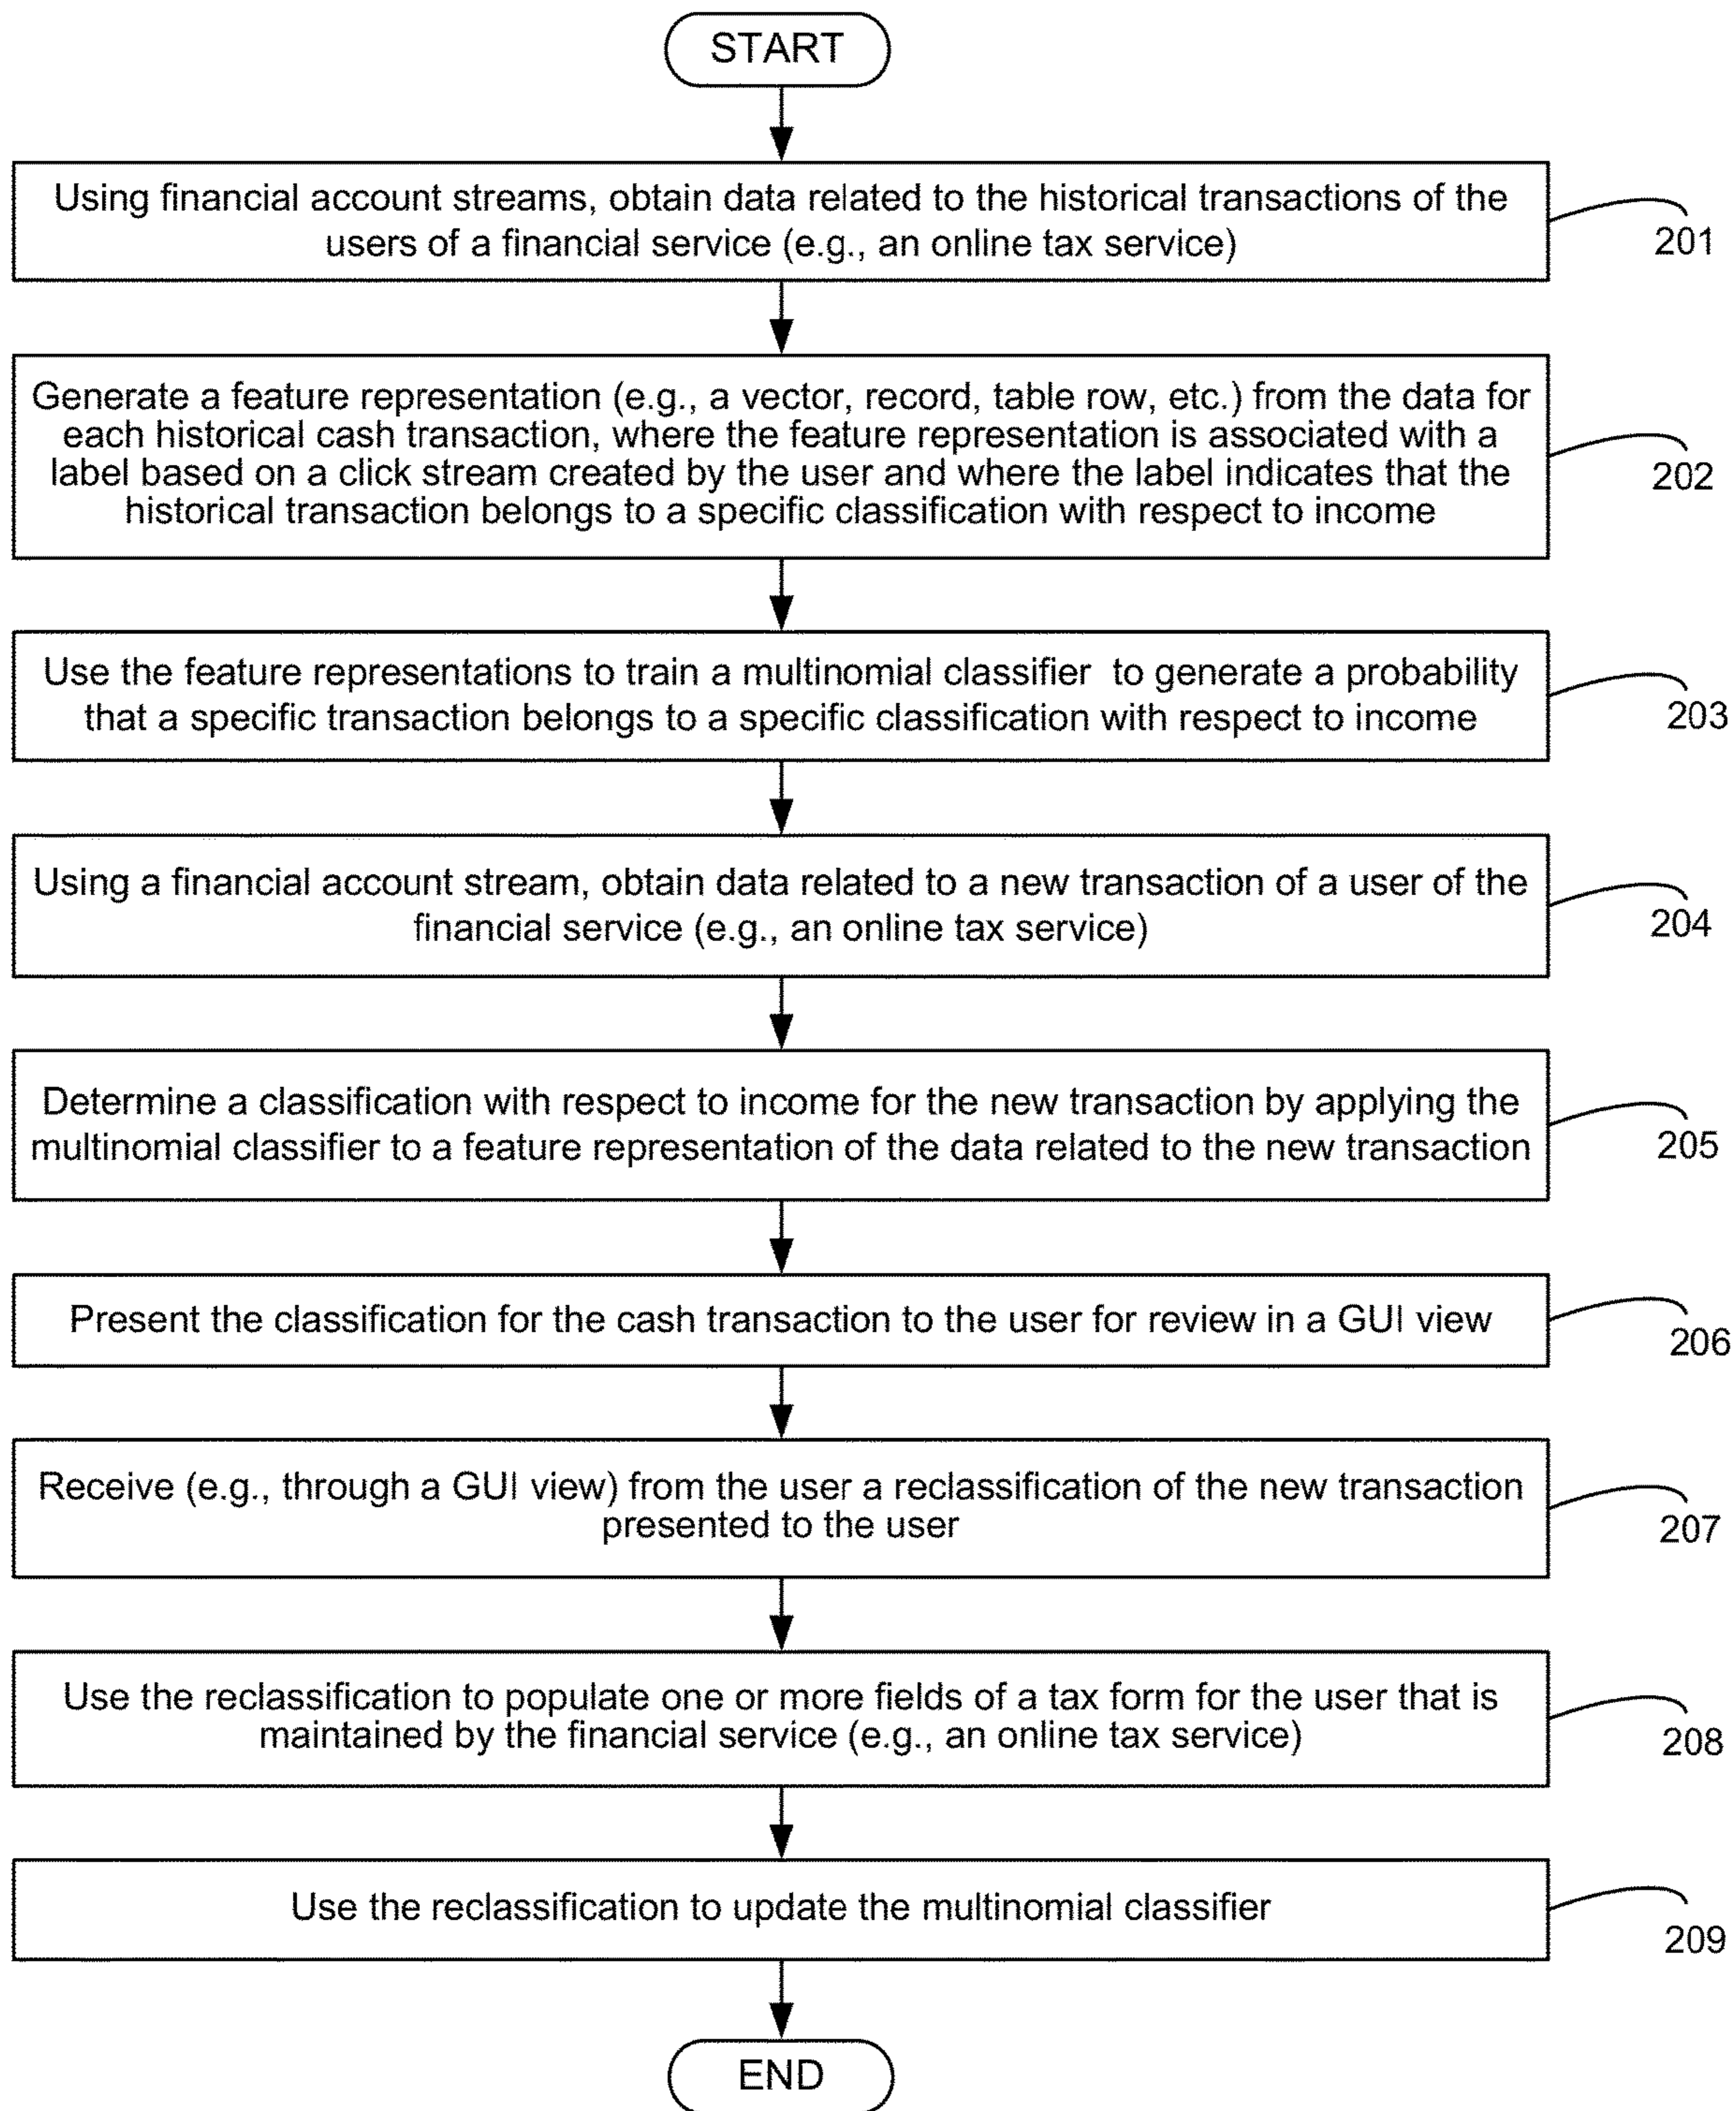 START
Using financial account streams, obtain data related to the historical transactions of the
users of a financial service (e.g., an online tax service)
201
Generate a feature representation (e.g., a vector, record, table row, etc.) from the data for
each historical cash transaction, where the feature representation is associated with a
label based on a click stream created by the user and where the label indicates that the
historical transaction belongs to a specific classification with respect to income
202
Use the feature representations to train a multinomial classifier to generate a probability
that a specific transaction belongs to a specific classification with respect to income
203
Using a financial account stream, obtain data related to a new transaction of a user of the
financial service (e.g., an online tax service)
204
Determine a classification with respect to income for the new transaction by applying the
multinomial classifier to a feature representation of the data related to the new transaction
205
Present the classification for the cash transaction to the user for review in a GUI view
206
Receive (e.g., through a GUI view) from the user a reclassification of the new transaction
presented to the user
207
Use the reclassification to populate one or more fields of a tax form for the user that is
maintained by the financial service (e.g., an online tax service)
208
Use the reclassification to update the multinomial classifier
209
END